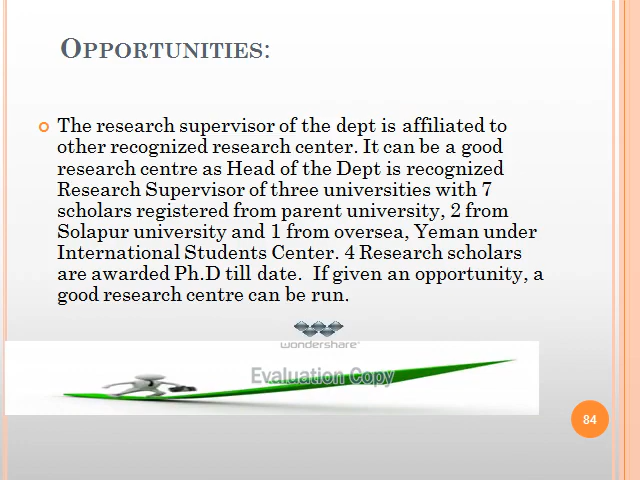 OPPORTUNITIES:
The research supervisor of the dept is affiliated to
other recognized research center. It can be a good
research centre as Head of the Dept is recognized
Research Supervisor of three universities with 7
scholars registered from parent university, 2 from
Solapur university and 1 from oversea, Yeman under
International Students Center. 4 Research scholars
are awarded Ph.D till date.  If given an opportunity, a
good research centre can be run.
wondershare
Evaluation Copy
84